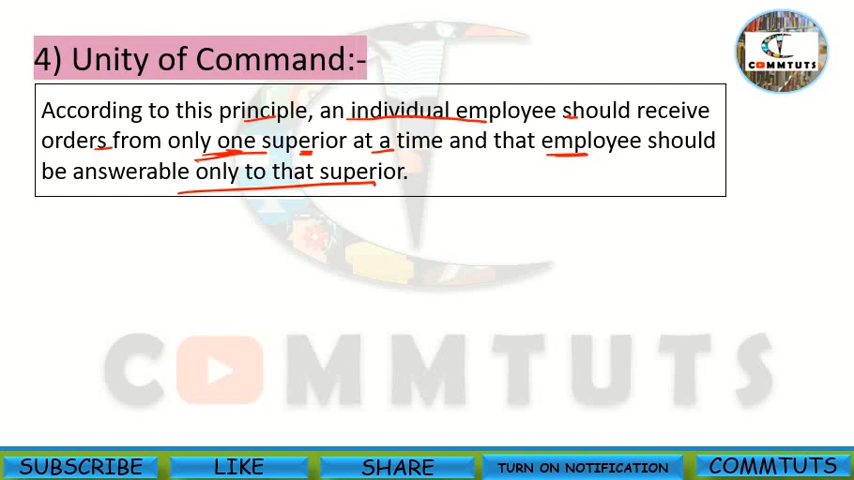 4) Unity of Command:-
COMMTUTS
According to this principle, an individual employee should receive
orders from only one superior at a time and that employee should
be answerable only to that superior.
COMMTUTS
SUBSCRIBE
LIKE
SHARE
TURN ON NOTIFICATION
COMMTUTS